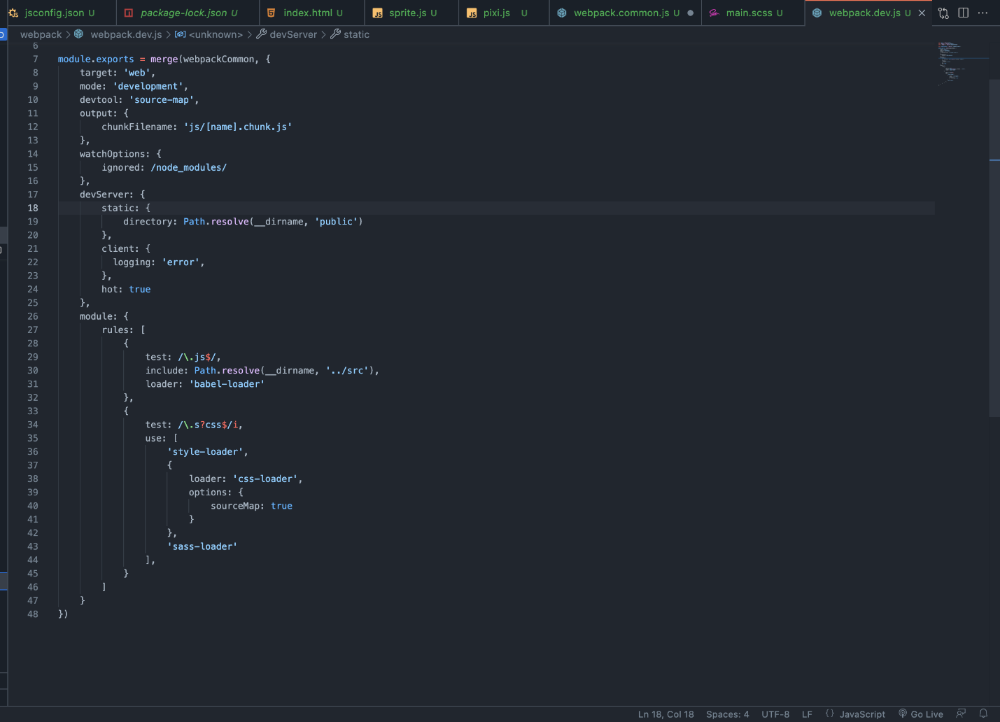 jsconfig.json U
package-lock.json U
index.html U
JS sprite.js U
JS pixi.js U
webpack.common.js U
main.scss U
webpack.dev.js U
webpack > webpack.dev.js > <unknown> > devServer > static
6
7 module.exports = merge(webpackCommon, {
8 target: 'web',
9 mode: 'development',
10 devtool: 'source-map',
11 output: {
12 chunkFilename: 'js/[name].chunk.js'
13 },
14 watchOptions: {
15 ignored: /node_modules/
16 },
17 devServer: {
18 static: {
19 directory: Path.resolve(__dirname, 'public')
20 },
21 client: {
22 logging: 'error',
23 },
24 hot: true
25 },
26 module: {
27 rules: [
28 {
29 test: /\.js$/,
30 include: Path.resolve(__dirname, '../src'),
31 loader: 'babel-loader'
32 },
33 {
34 test: /\.s?css$/i,
35 use: [
36 'style-loader',
37 {
38 loader: 'css-loader',
39 options: {
40 sourceMap: true
41 }
42 },
43 'sass-loader'
44 ],
45 }
46 ]
47 }
48 })
Ln 18, Col 18 Spaces: 4 UTF-8 LF {} JavaScript Go Live